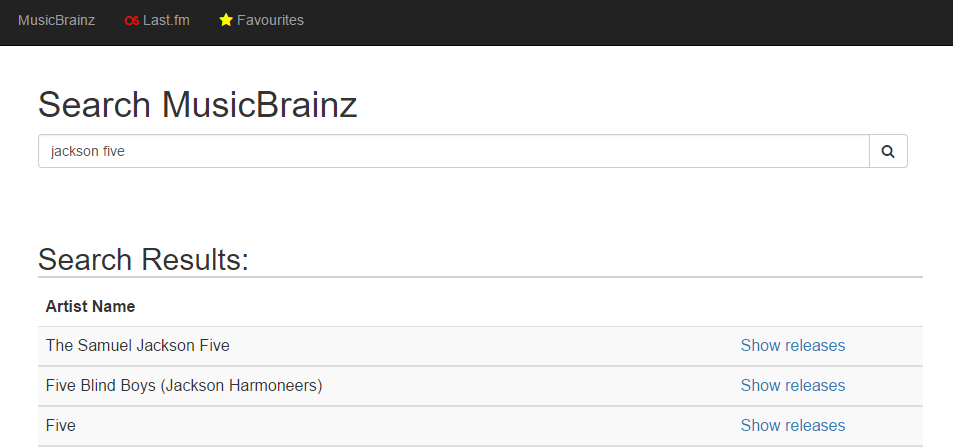 MusicBrainz Last.fm Favourites
Search MusicBrainz
jackson five
Search Results:
Artist Name
The Samuel Jackson Five Show releases
Five Blind Boys (Jackson Harmoneers) Show releases
Five Show releases